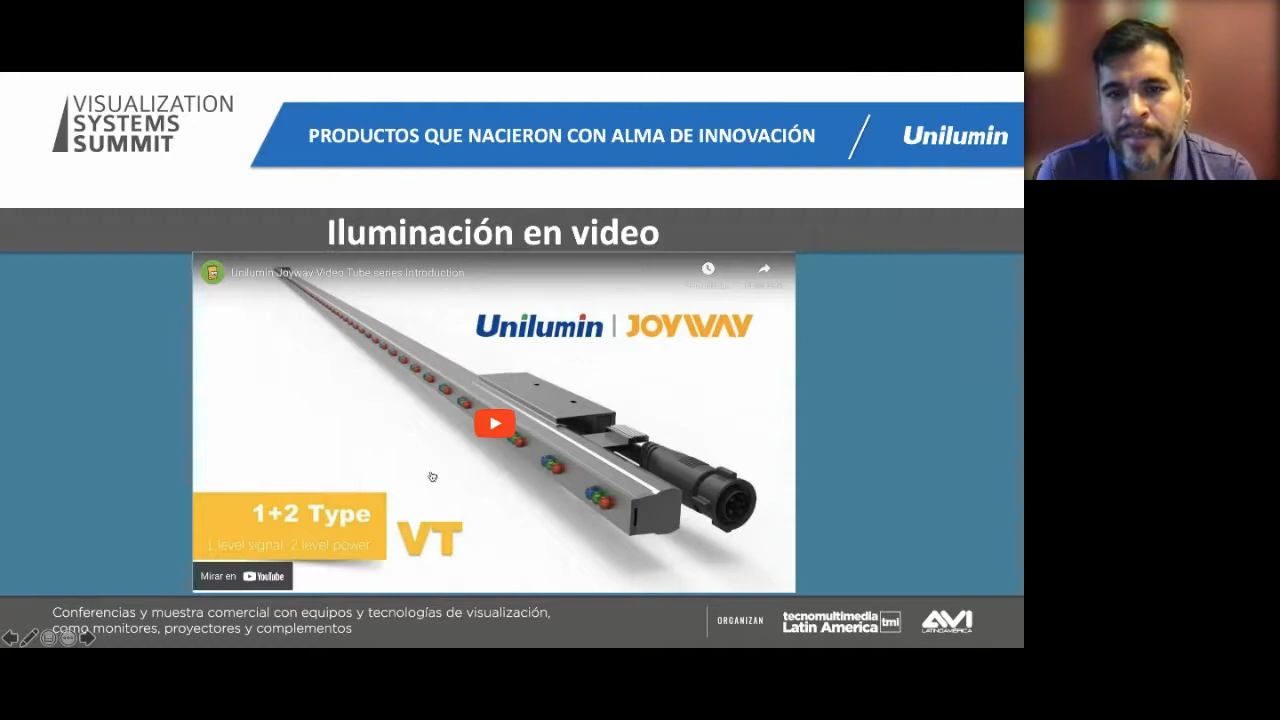 VISUALIZATION
SYSTEMS
SUMMIT
PRODUCTOS QUE NACIERON CON ALMA DE INNOVACIÓN
Unilumin
Iluminación en video
Unilumin Joyway Video Tube series Introduction
Unilumin | JOYWAY
1+2 Type
1 level signal, 2 level power
VT
Mirar en YouTube
Conferencias y muestra comercial con equipos y tecnologías de visualización,
como monitores, proyectores y complementos
ORGANIZAN
tecnomultimedia
Latin America tmi
AVI
LATINOAMÉRICA